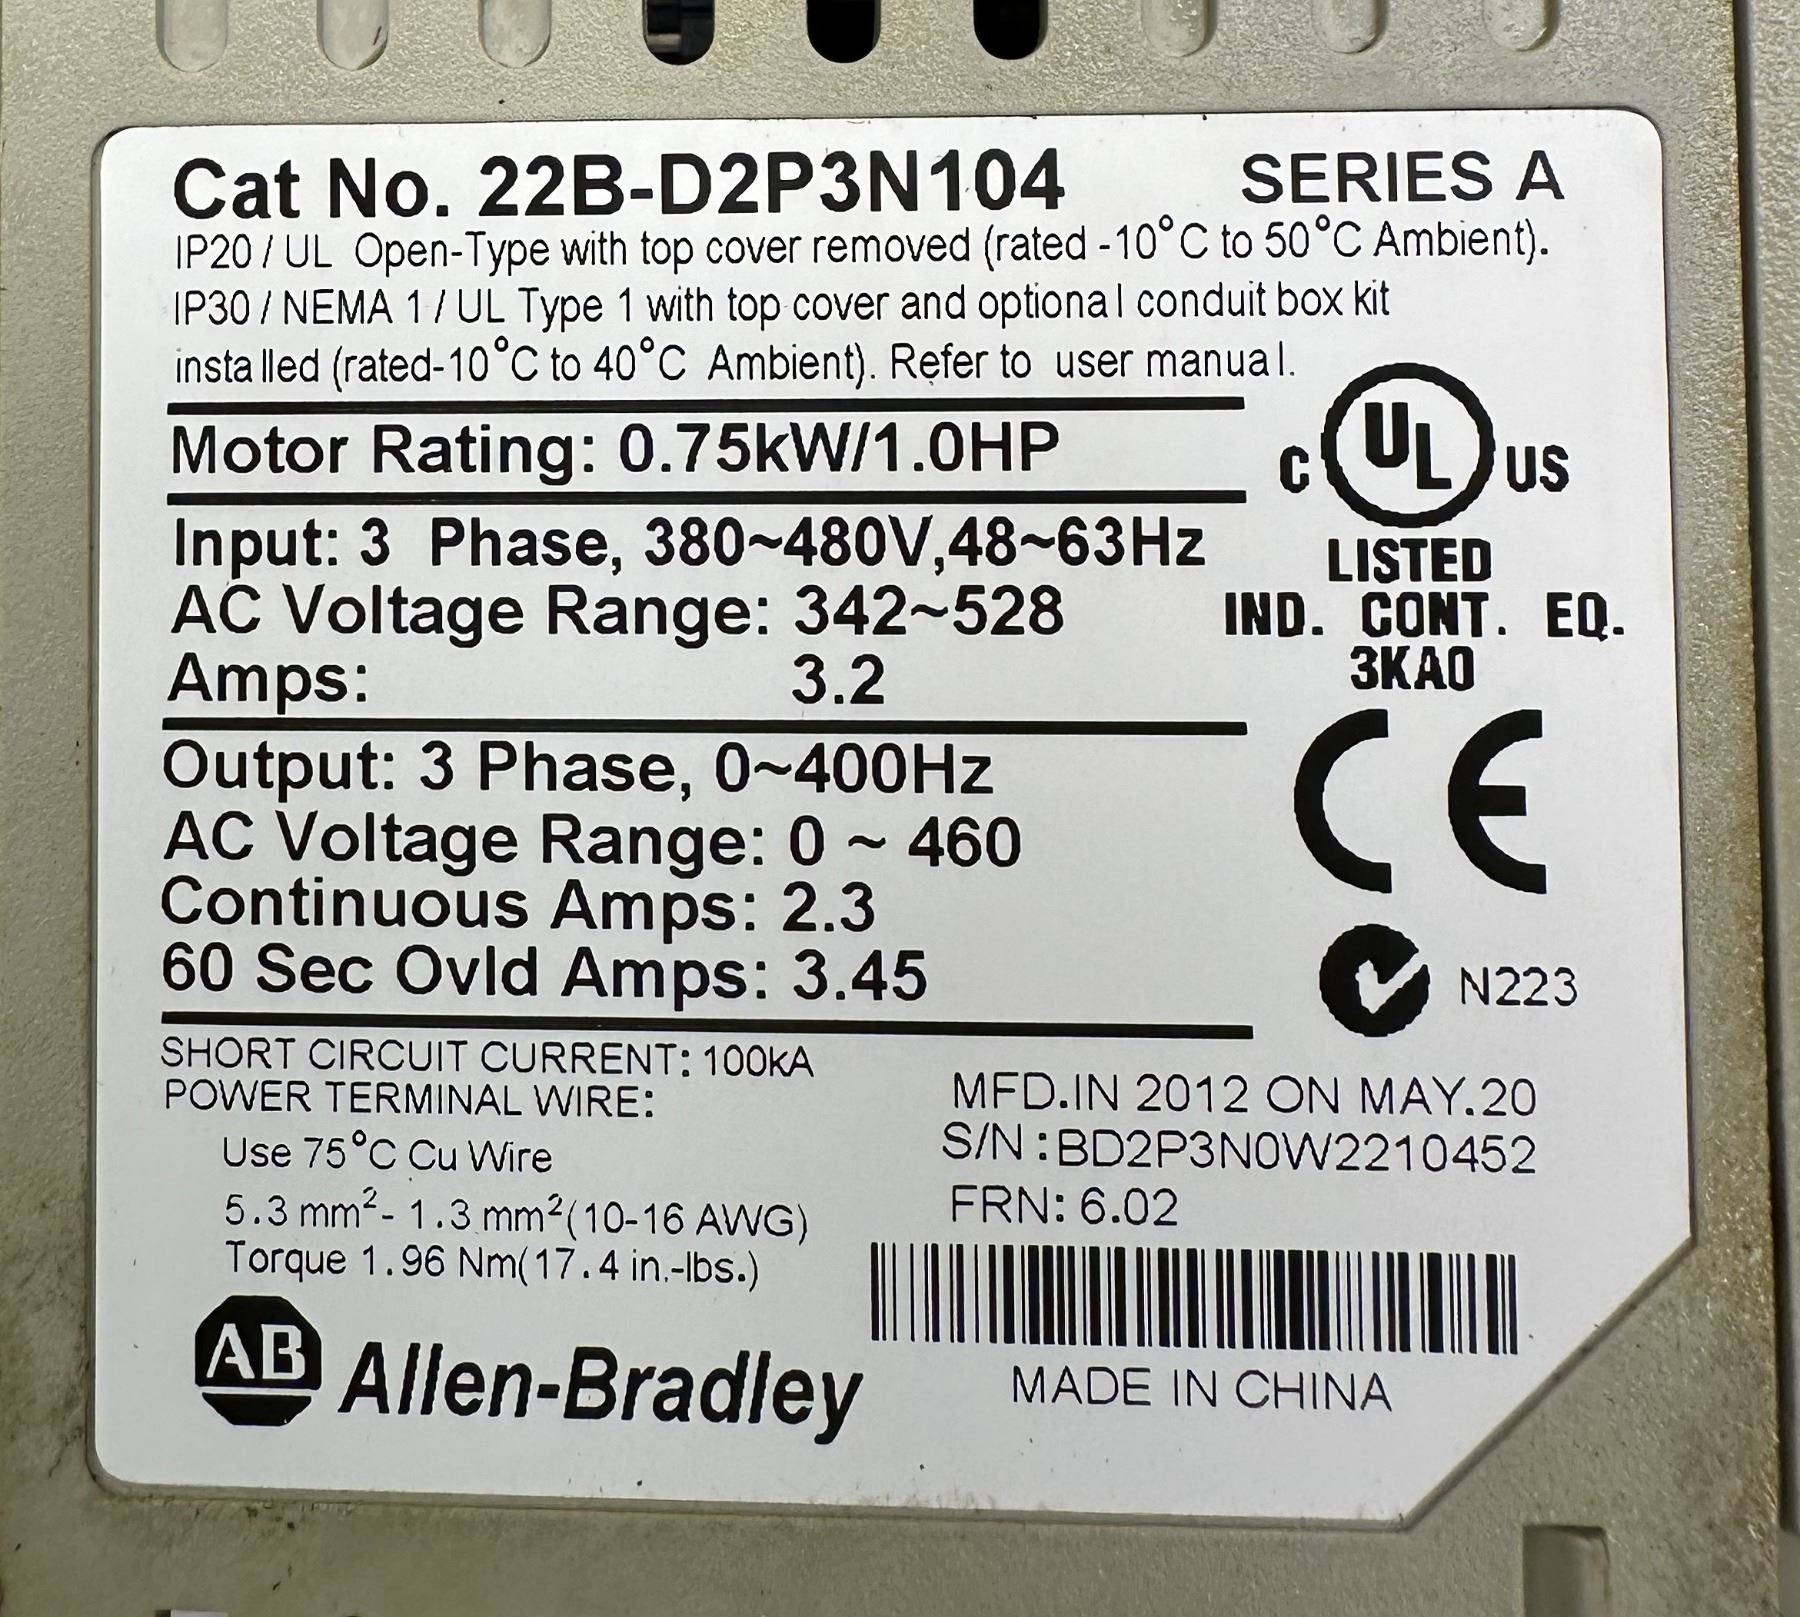 Cat No. 22B-D2P3N104 SERIES A
IP20 / UL Open-Type with top cover removed (rated -10°C to 50°C Ambient).
IP30 / NEMA 1 / UL Type 1 with top cover and optional conduit box kit
installed (rated-10°C to 40°C Ambient). Refer to user manual.
Motor Rating: 0.75kW/1.0HP
C UL US
LISTED
IND. CONT. EQ.
3KA0
Input: 3 Phase, 380~480V,48~63Hz
AC Voltage Range: 342~528
Amps: 3.2
CE
Output: 3 Phase, 0~400Hz
AC Voltage Range: 0 ~ 460
Continuous Amps: 2.3
60 Sec Ovld Amps: 3.45
N223
SHORT CIRCUIT CURRENT: 100kA
POWER TERMINAL WIRE:
Use 75°C Cu Wire
5.3 mm²- 1.3 mm²(10-16 AWG)
Torque 1.96 Nm(17.4 in.-lbs.)
MFD.IN 2012 ON MAY.20
S/N:BD2P3N0W2210452
FRN: 6.02
MADE IN CHINA
AB Allen-Bradley